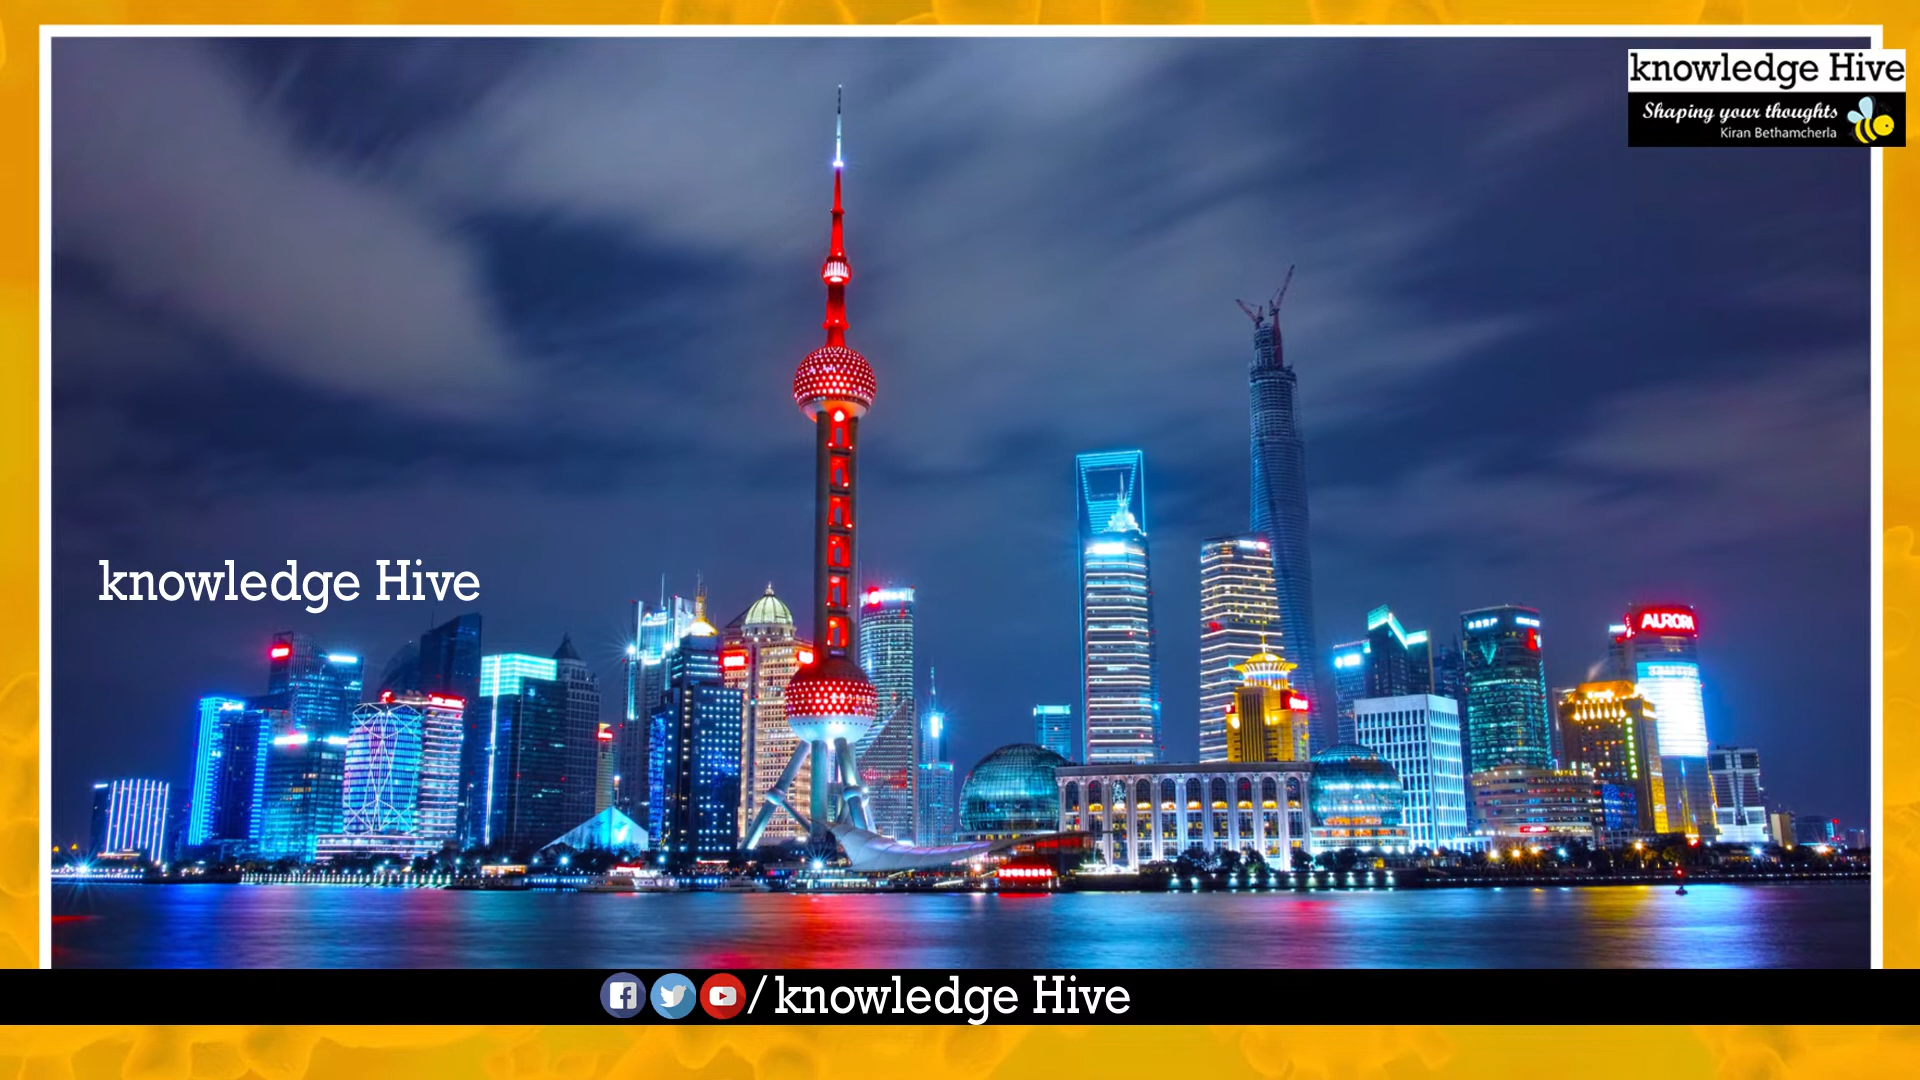 knowledge Hive
Shaping your thoughts
Kiran Bethamcherla
knowledge Hive
AURORA
/ knowledge Hive